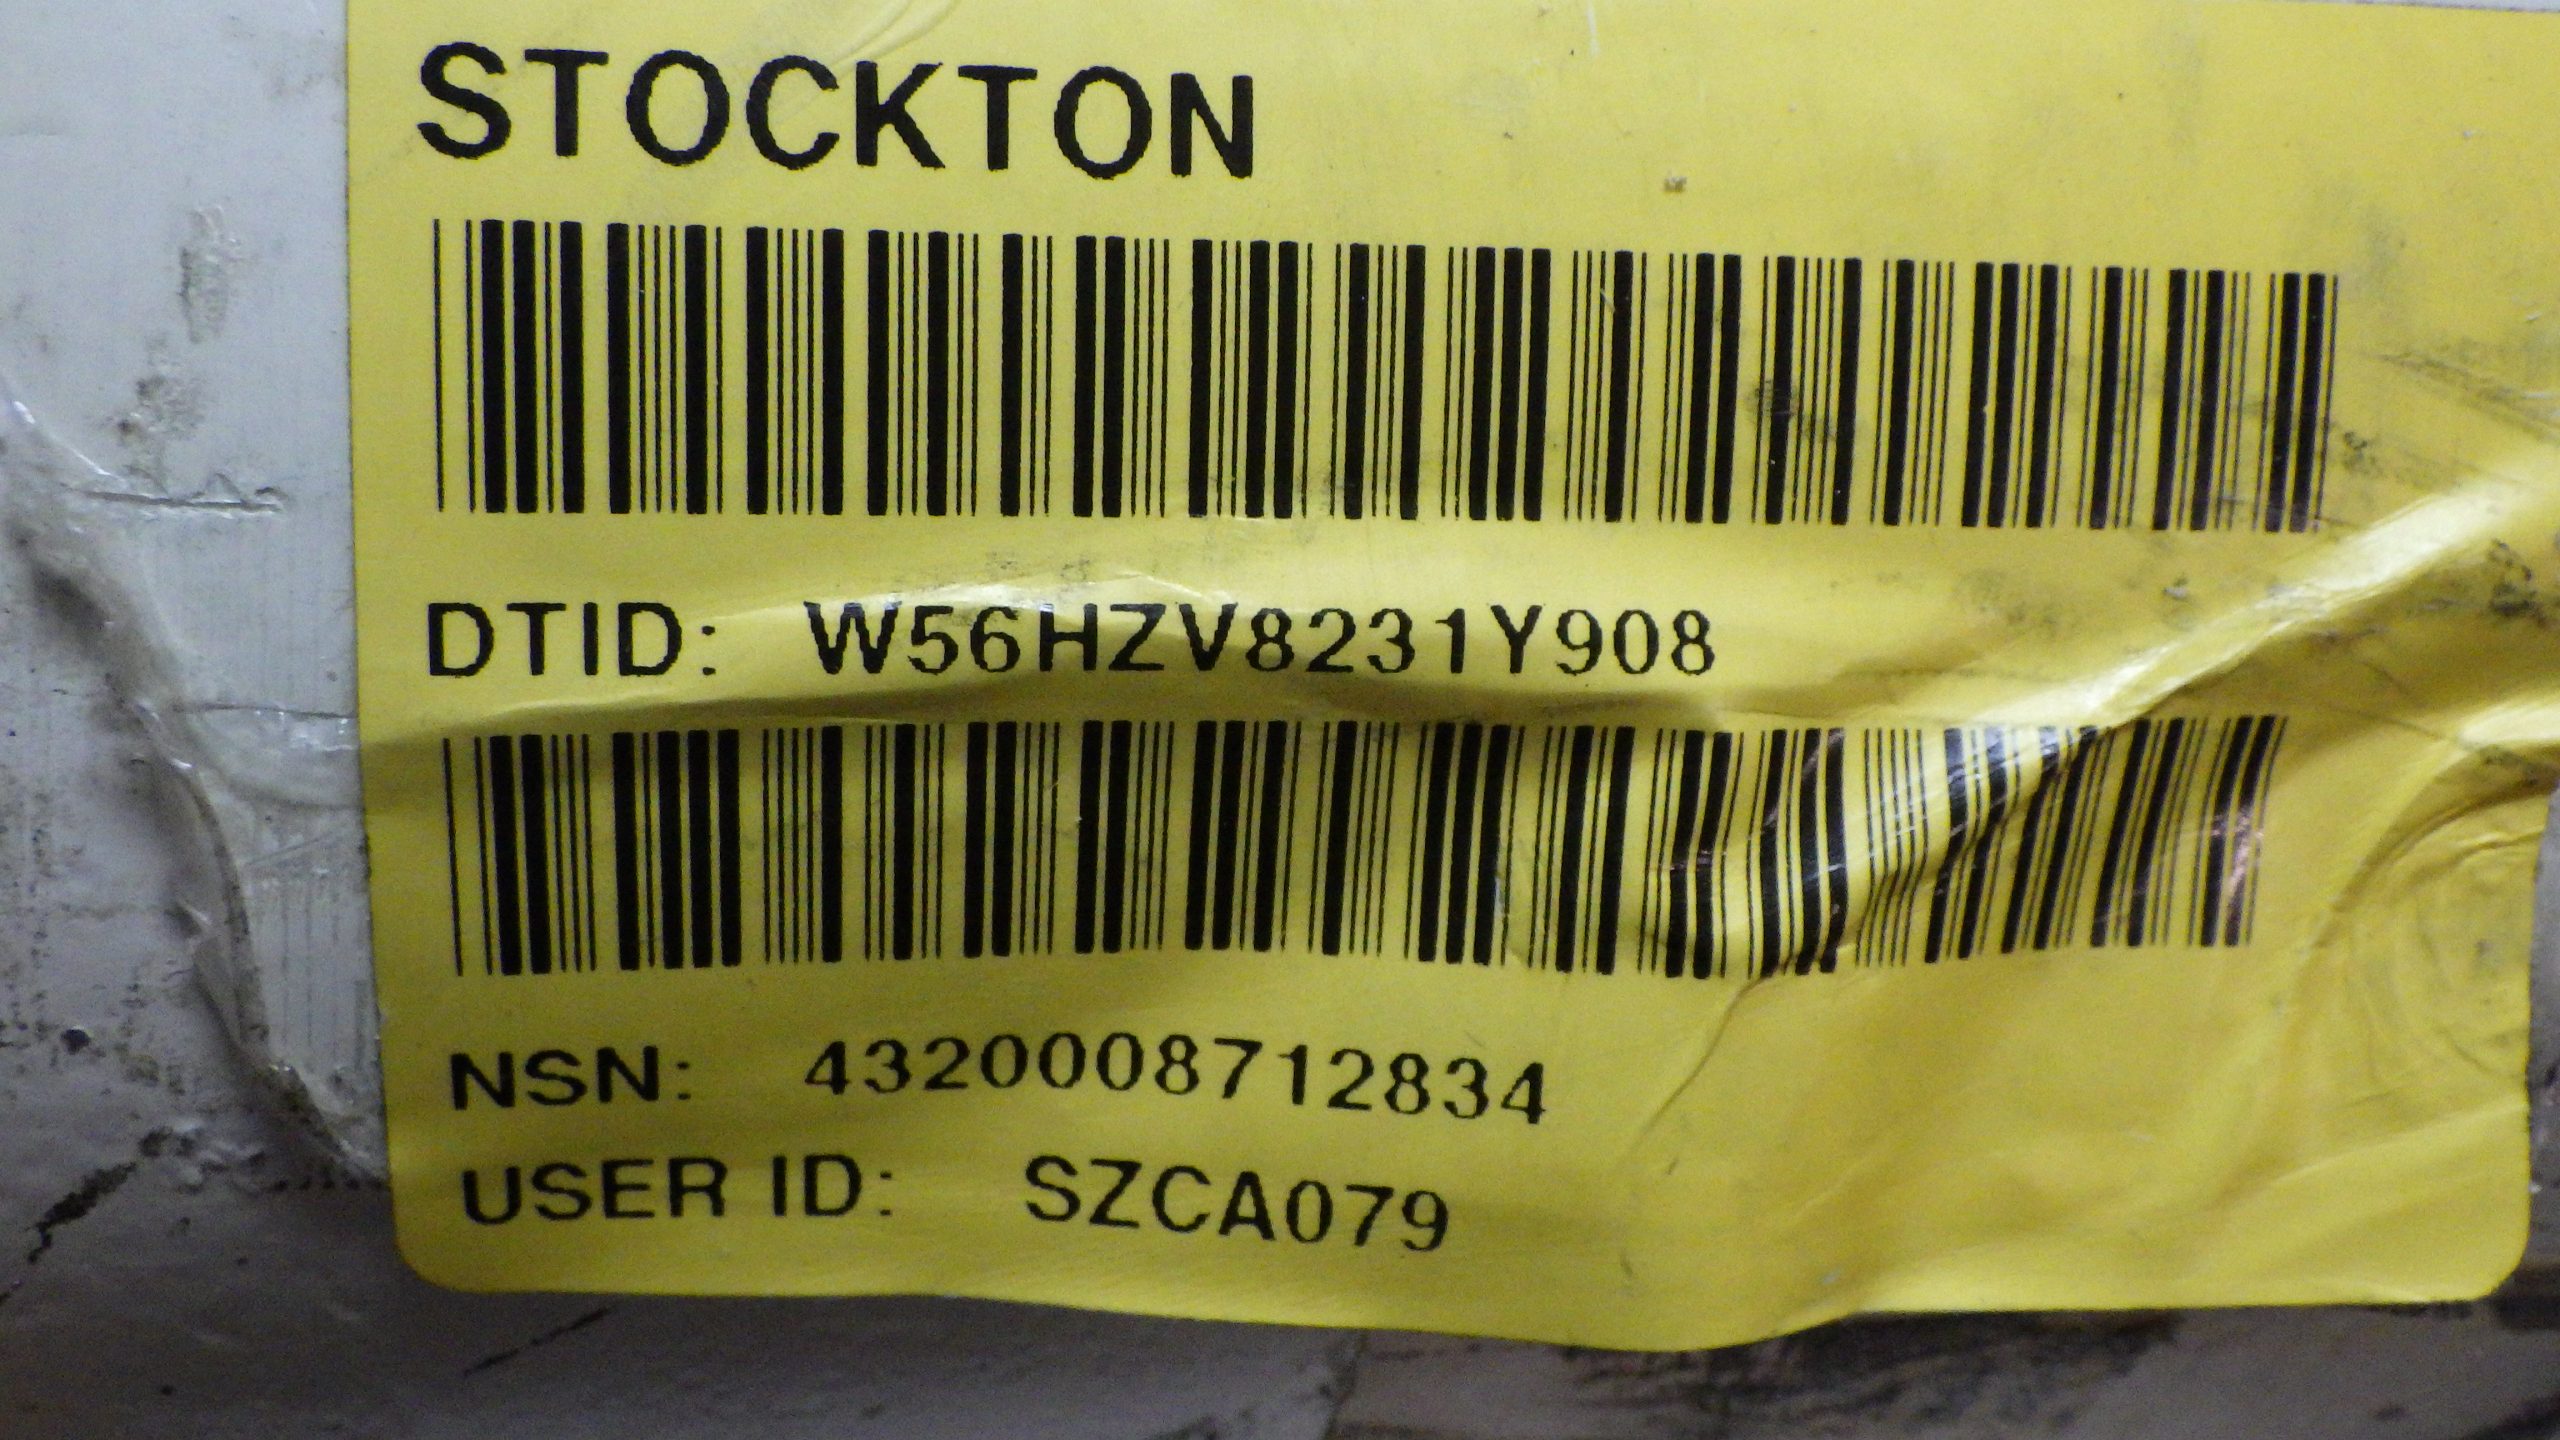 STOCKTON
DTID: W56HZV8231Y908
NSN: 4320008712834
USER ID: SZCA079